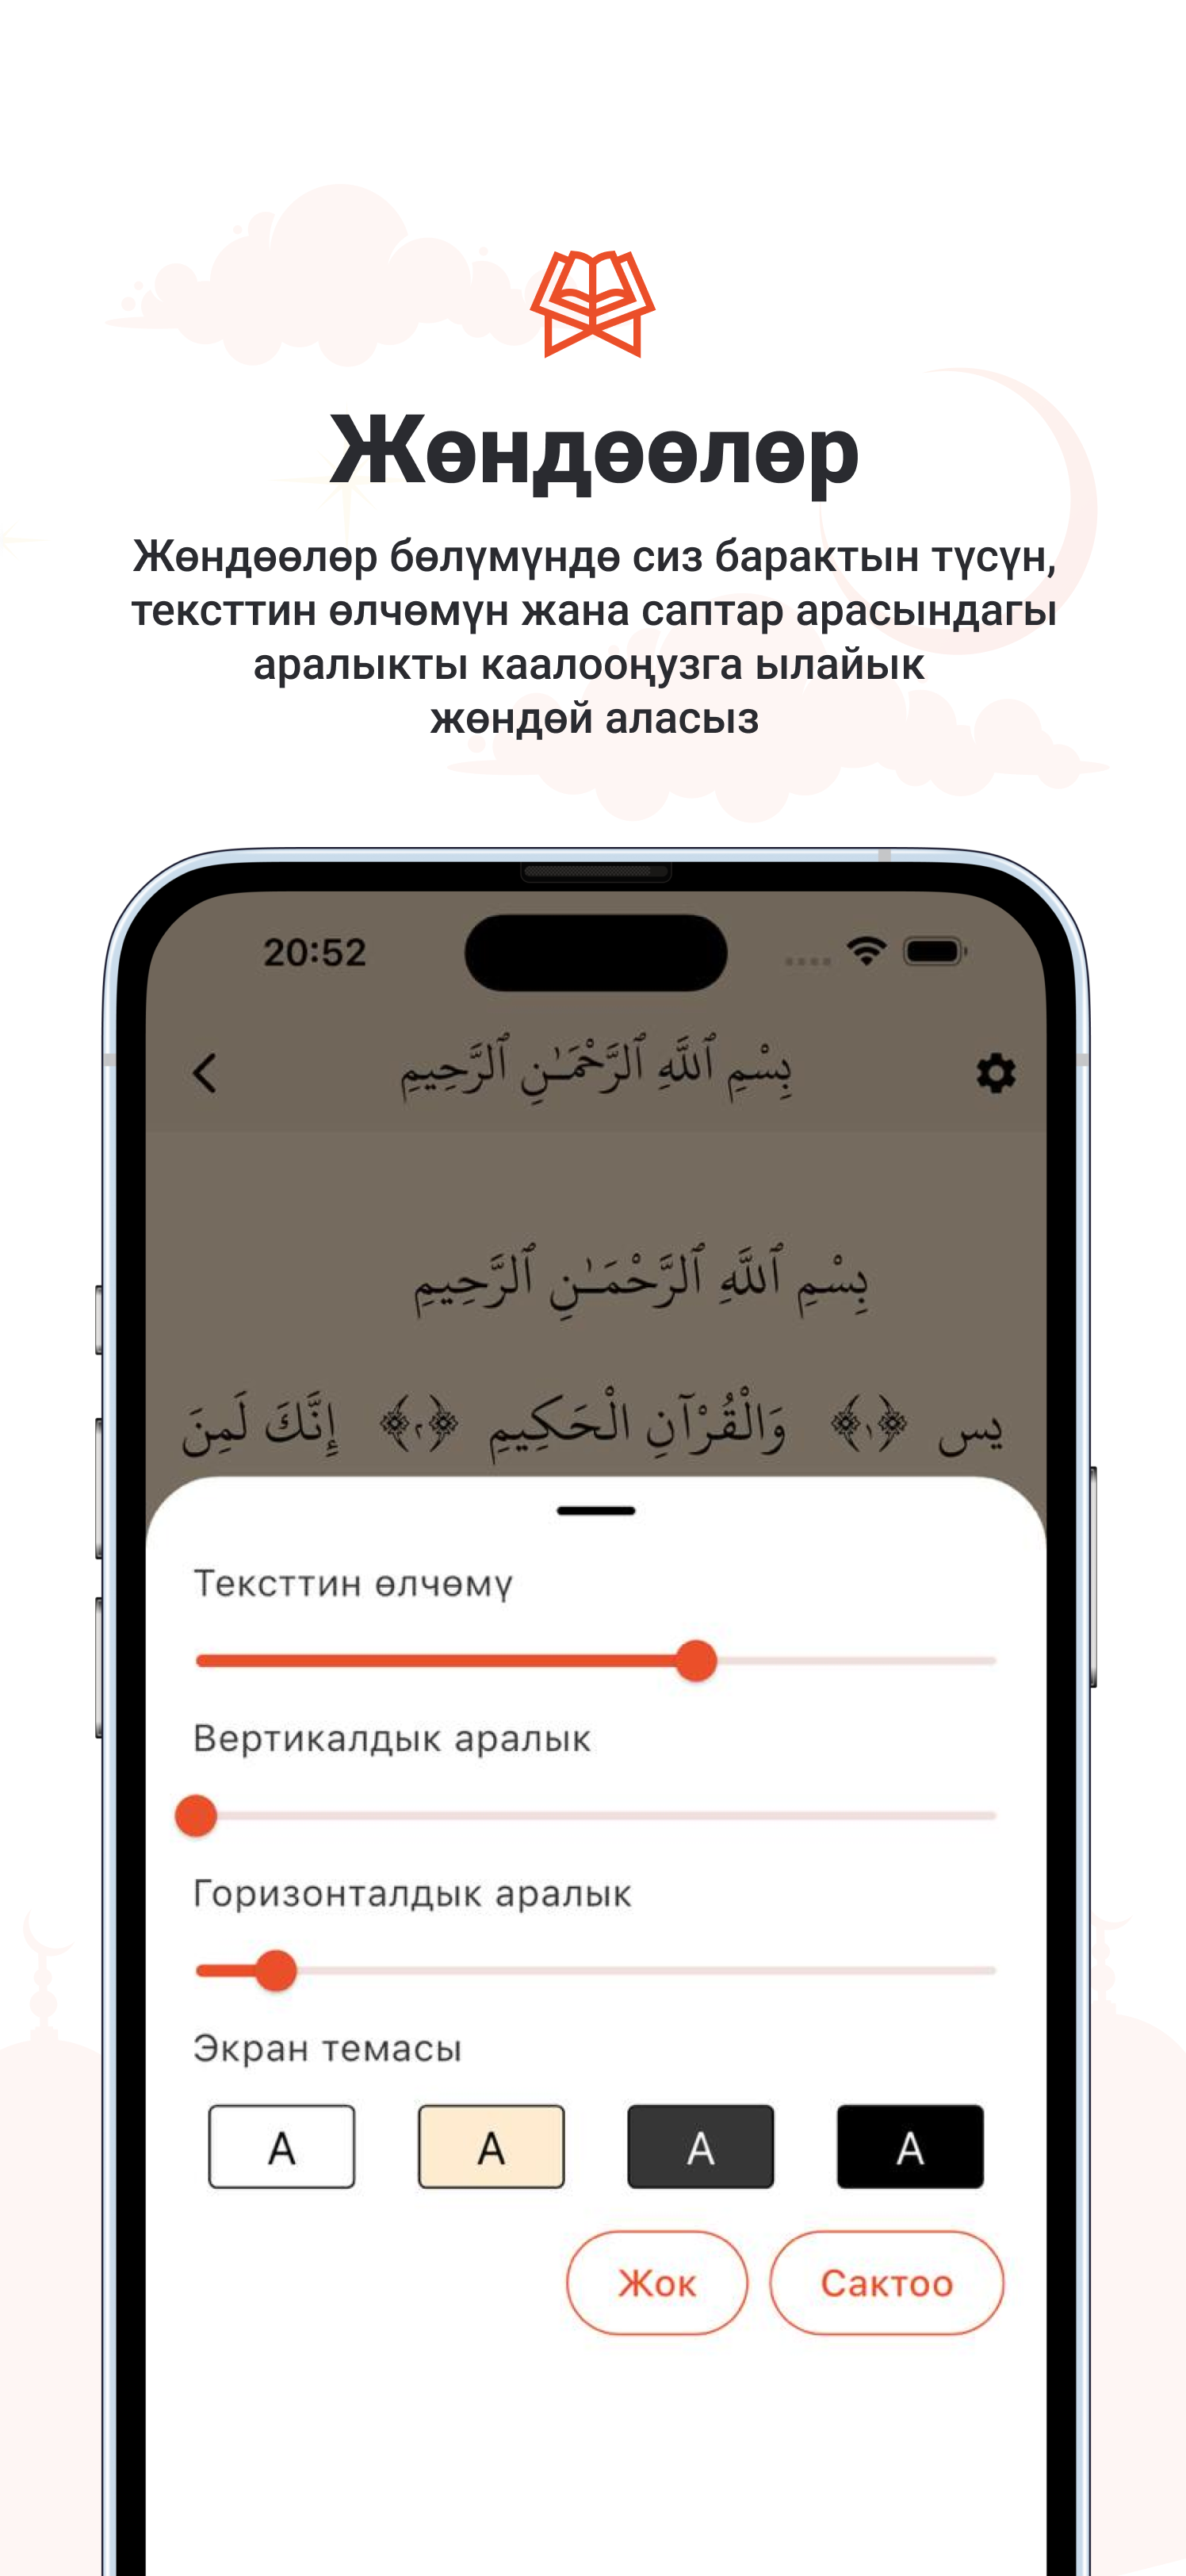 Жөндөөлөр
Жөндөөлөр бөлүмүндө сиз барактын түсүн,
тексттин өлчөмүн жана саптар арасындагы
аралыкты каалооңузга ылайык
жөндөй аласыз
20:52
بِسْمِ ٱللَّهِ ٱلرَّحْمَـٰنِ ٱلرَّحِيمِ
بِسْمِ ٱللَّهِ ٱلرَّحْمَـٰنِ ٱلرَّحِيمِ
يس ﴿١﴾ وَالْقُرْآنِ الْحَكِيمِ ﴿٢﴾ إِنَّكَ لَمِنَ
Тексттин өлчөмү
Вертикалдык аралык
Горизонталдык аралык
Экран темасы
A A A A
Жок Сактоо